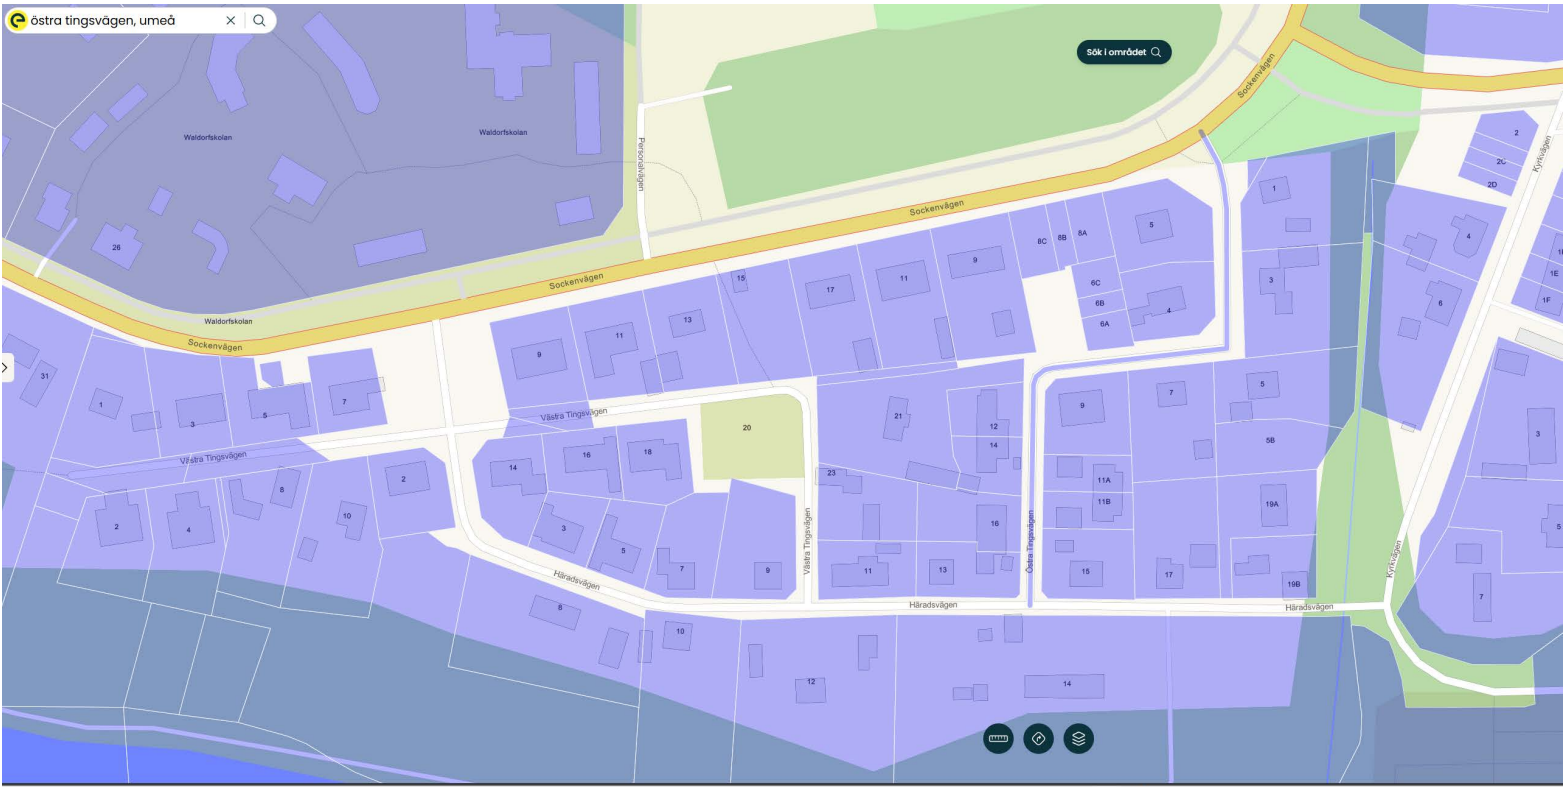 östra tingsvägen, umeå
Sök i området
Waldorfskolan
Waldorfskolan
Personalvägen
Sockenvägen
Kyrkvägen
2
2C
2D
1
26
8C
8B
8A
5
4
Sockenvägen
9
Sockenvägen
15
17
11
6C
6B
6A
4
3
6
1E
1F
Waldorfskolan
Sockenvägen
9
11
13
31
1
3
5
7
Västra Tingsvägen
20
21
12
14
9
7
5
5B
3
Västra Tingsvägen
14
16
18
2
8
10
23
11A
11B
19A
2
4
3
5
7
9
Västra Tingsvägen
16
Östra Tingsvägen
5
Kyrkvägen
11
13
15
17
19B
7
Häradsvägen
Häradsvägen
Häradsvägen
8
10
12
14